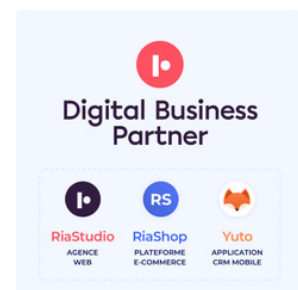 Digital Business
Partner
RS
RiaStudio
AGENCE
WEB
RiaShop
PLATEFORME
E-COMMERCE
Yuto
APPLICATION
CRM MOBILE